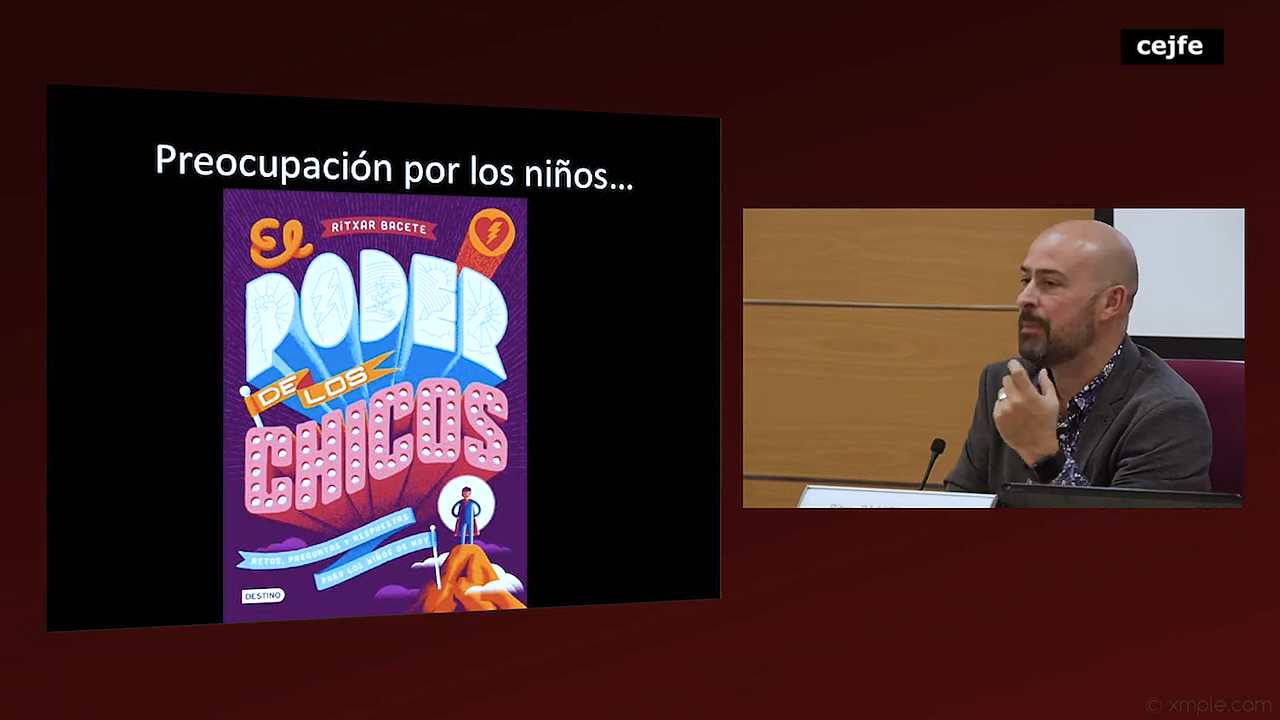 cejfe
Preocupación por los niños...
El
RITXAR BACETE
PODER
DE LOS
CHICOS
RETOS, PREGUNTAS Y RESPUESTAS
PARA LOS NIÑOS DE HOY
DESTINO
© xmple.com